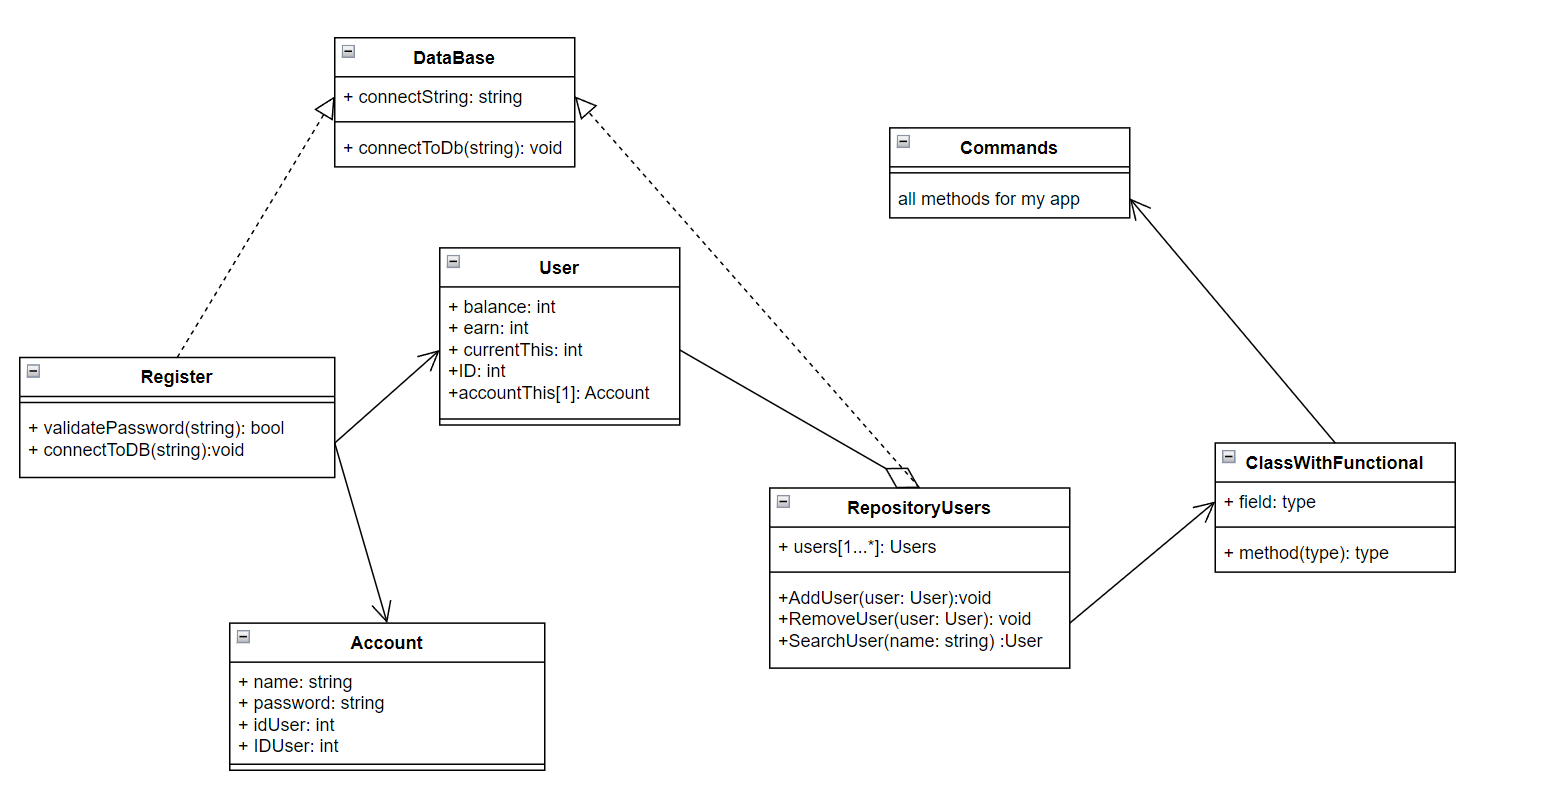 DataBase
+ connectString: string
+ connectToDb(string): void
Commands
all methods for my app
User
+ balance: int
+ earn: int
+ currentThis: int
+ID: int
+accountThis[1]: Account
Register
+ validatePassword(string): bool
+ connectToDB(string):void
ClassWithFunctional
+ field: type
+ method(type): type
RepositoryUsers
+ users[1...*]: Users
+AddUser(user: User):void
+RemoveUser(user: User): void
+SearchUser(name: string) :User
Account
+ name: string
+ password: string
+ idUser: int
+ IDUser: int